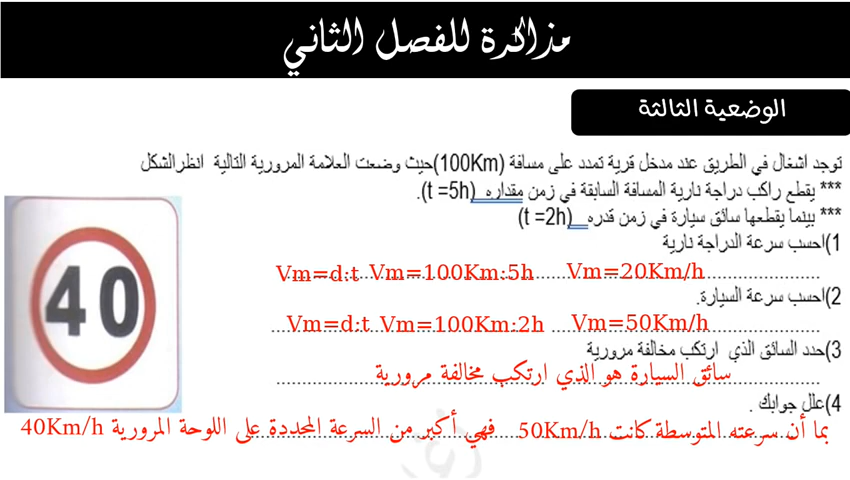 مذاكرة للفصل الثاني
الوضعية الثالثة
توجد اشغال في الطريق عند مدخل قرية تمدد على مسافة (100Km)حيث وضعت العلامة المرورية التالية انظرالشكل
*** يقطع راكب دراجة نارية المسافة السابقة في زمن مقداره (t =5h).
*** بينما يقطعها سائق سيارة في زمن قدره (t =2h)
1)احسب سرعة الدراجة نارية
Vm=d:t Vm=100Km:5h Vm=20Km/h
2)احسب سرعة السيارة.
Vm=d:t Vm=100Km:2h Vm=50Km/h
3)حدد السائق الذي ارتكب مخالفة مرورية
سائق السيارة هو الذي ارتكب مخالفة مرورية
4)علل جوابك .
بما أن سرعته المتوسطة كانت 50Km/h فهي أكبر من السرعة المحددة على اللوحة المرورية 40Km/h
40